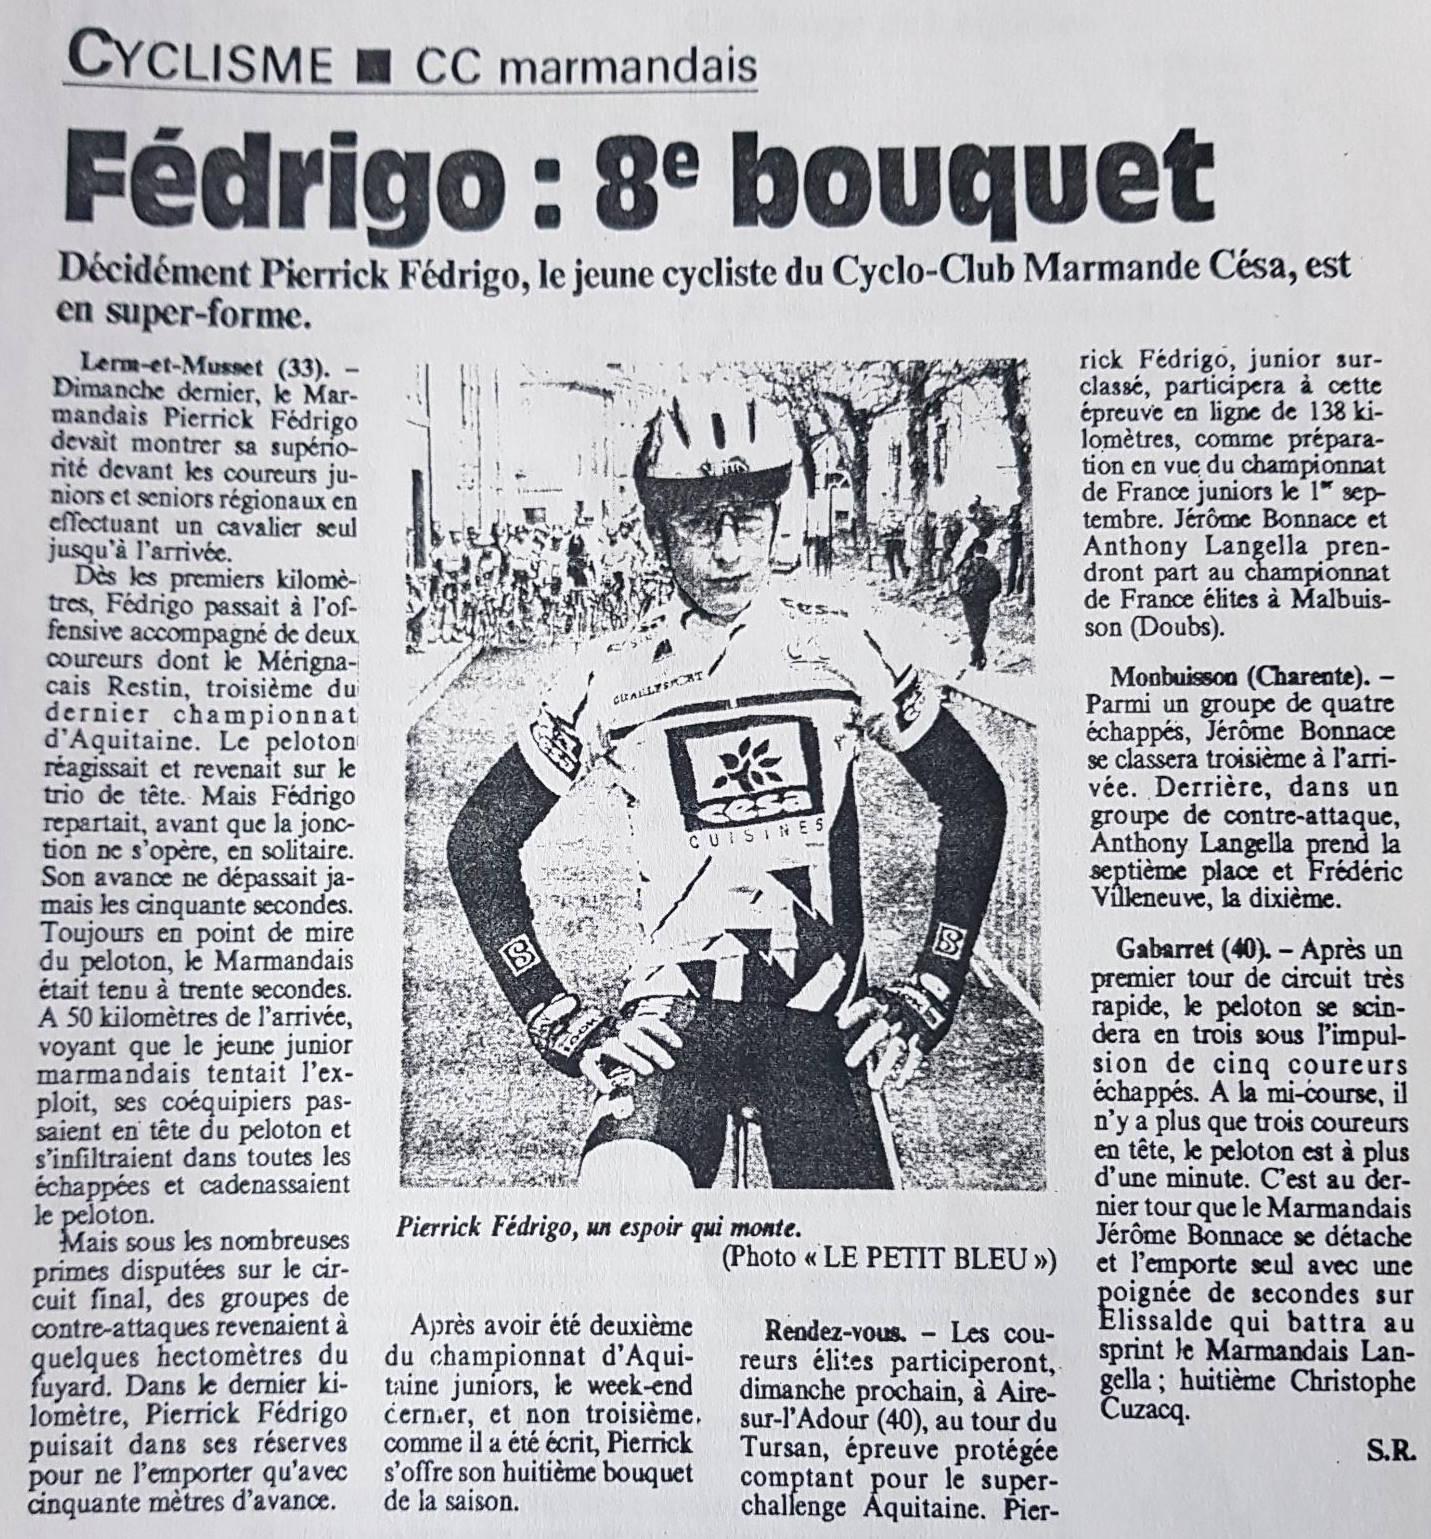 CYCLISME ■ CC marmandais
Fédrigo : 8e bouquet
Décidément Pierrick Fédrigo, le jeune cycliste du Cyclo-Club Marmande Césa, est
en super-forme.
Lerm-et-Musset (33). –
Dimanche dernier, le Mar-
mandais Pierrick Fédrigo
devait montrer sa supério-
rité devant les coureurs ju-
niors et seniors régionaux en
effectuant un cavalier seul
jusqu'à l'arrivée.
Dès les premiers kilomè-
tres, Fédrigo passait à l'of-
fensive accompagné de deux
coureurs dont le Mérigna-
cais Restin, troisième du
dernier championnat
d'Aquitaine. Le peloton
réagissait et revenait sur le
trio de tête. Mais Fédrigo
repartait, avant que la jonc-
tion ne s'opère, en solitaire.
Son avance ne dépassait ja-
mais les cinquante secondes.
Toujours en point de mire
du peloton, le Marmandais
était tenu à trente secondes.
A 50 kilomètres de l'arrivée,
voyant que le jeune junior
marmandais tentait l'ex-
ploit, ses coéquipiers pas-
saient en tête du peloton et
s'infiltraient dans toutes les
échappées et cadenassaient
le peloton.
Mais sous les nombreuses
primes disputées sur le cir-
cuit final, des groupes de
contre-attaques revenaient à
quelques hectomètres du
fuyard. Dans le dernier ki-
lomètre, Pierrick Fédrigo
puisait dans ses réserves
pour ne l'emporter qu'avec
cinquante mètres d'avance.
cesa
CUISINES
Pierrick Fédrigo, un espoir qui monte.
(Photo « LE PETIT BLEU »)
Après avoir été deuxième
du championnat d'Aqui-
taine juniors, le week-end
dernier, et non troisième,
comme il a été écrit, Pierrick
s'offre son huitième bouquet
de la saison.
Rendez-vous. – Les cou-
reurs élites participeront,
dimanche prochain, à Aire-
sur-l'Adour (40), au tour du
Tursan, épreuve protégée
comptant pour le super-
challenge Aquitaine. Pier-
rick Fédrigo, junior sur-
classé, participera à cette
épreuve en ligne de 138 ki-
lomètres, comme prépara-
tion en vue du championnat
de France juniors le 1er sep-
tembre. Jérôme Bonnace et
Anthony Langella pren-
dront part au championnat
de France élites à Malbuis-
son (Doubs).
Monbuisson (Charente). –
Parmi un groupe de quatre
échappés, Jérôme Bonnace
se classera troisième à l'arri-
vée. Derrière, dans un
groupe de contre-attaque,
Anthony Langella prend la
septième place et Frédéric
Villeneuve, la dixième.
Gabarret (40). – Après un
premier tour de circuit très
rapide, le peloton se scin-
dera en trois sous l'impul-
sion de cinq coureurs
échappés. A la mi-course, il
n'y a plus que trois coureurs
en tête, le peloton est à plus
d'une minute. C'est au der-
nier tour que le Marmandais
Jérôme Bonnace se détache
et l'emporte seul avec une
poignée de secondes sur
Elissalde qui battra au
sprint le Marmandais Lan-
gella ; huitième Christophe
Cuzacq.
S.R.